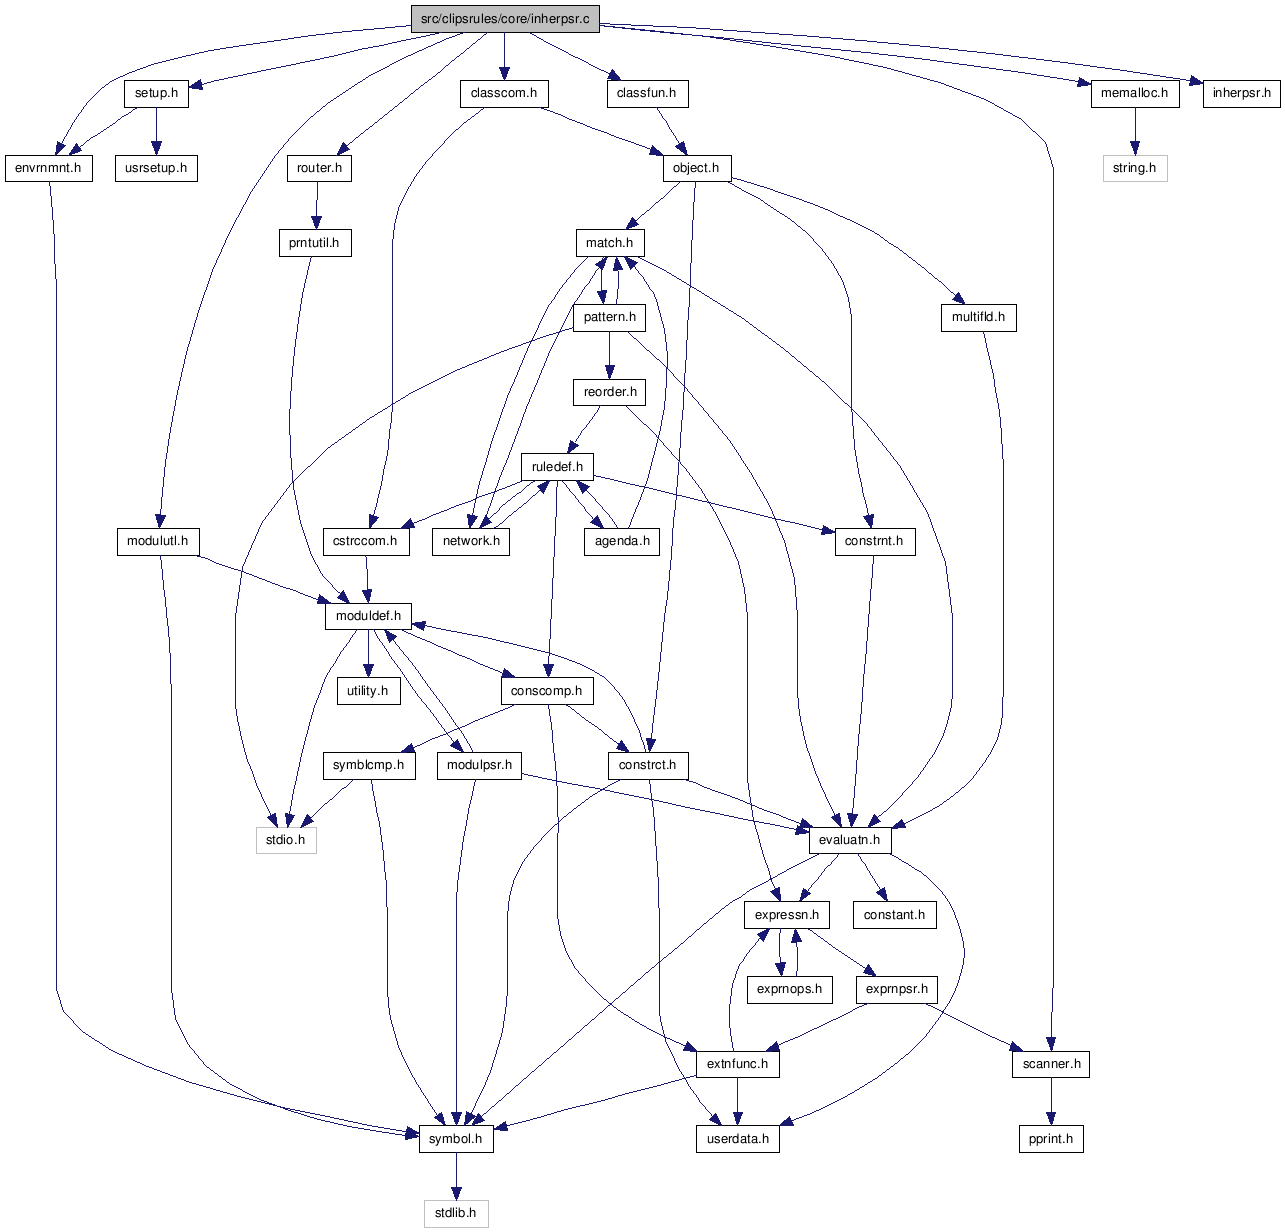 src/clipsrules/core/inherpsr.c
setup.h
classcom.h
classfun.h
memalloc.h
inherpsr.h
envrnmnt.h
usrsetup.h
router.h
object.h
string.h
prntutil.h
match.h
pattern.h
multifld.h
reorder.h
ruledef.h
modulutl.h
cstrccom.h
network.h
agenda.h
constrnt.h
moduldef.h
utility.h
conscomp.h
symblcmp.h
modulpsr.h
constrct.h
stdio.h
evaluatn.h
expressn.h
constant.h
exprnops.h
exprnpsr.h
extnfunc.h
scanner.h
symbol.h
userdata.h
pprint.h
stdlib.h